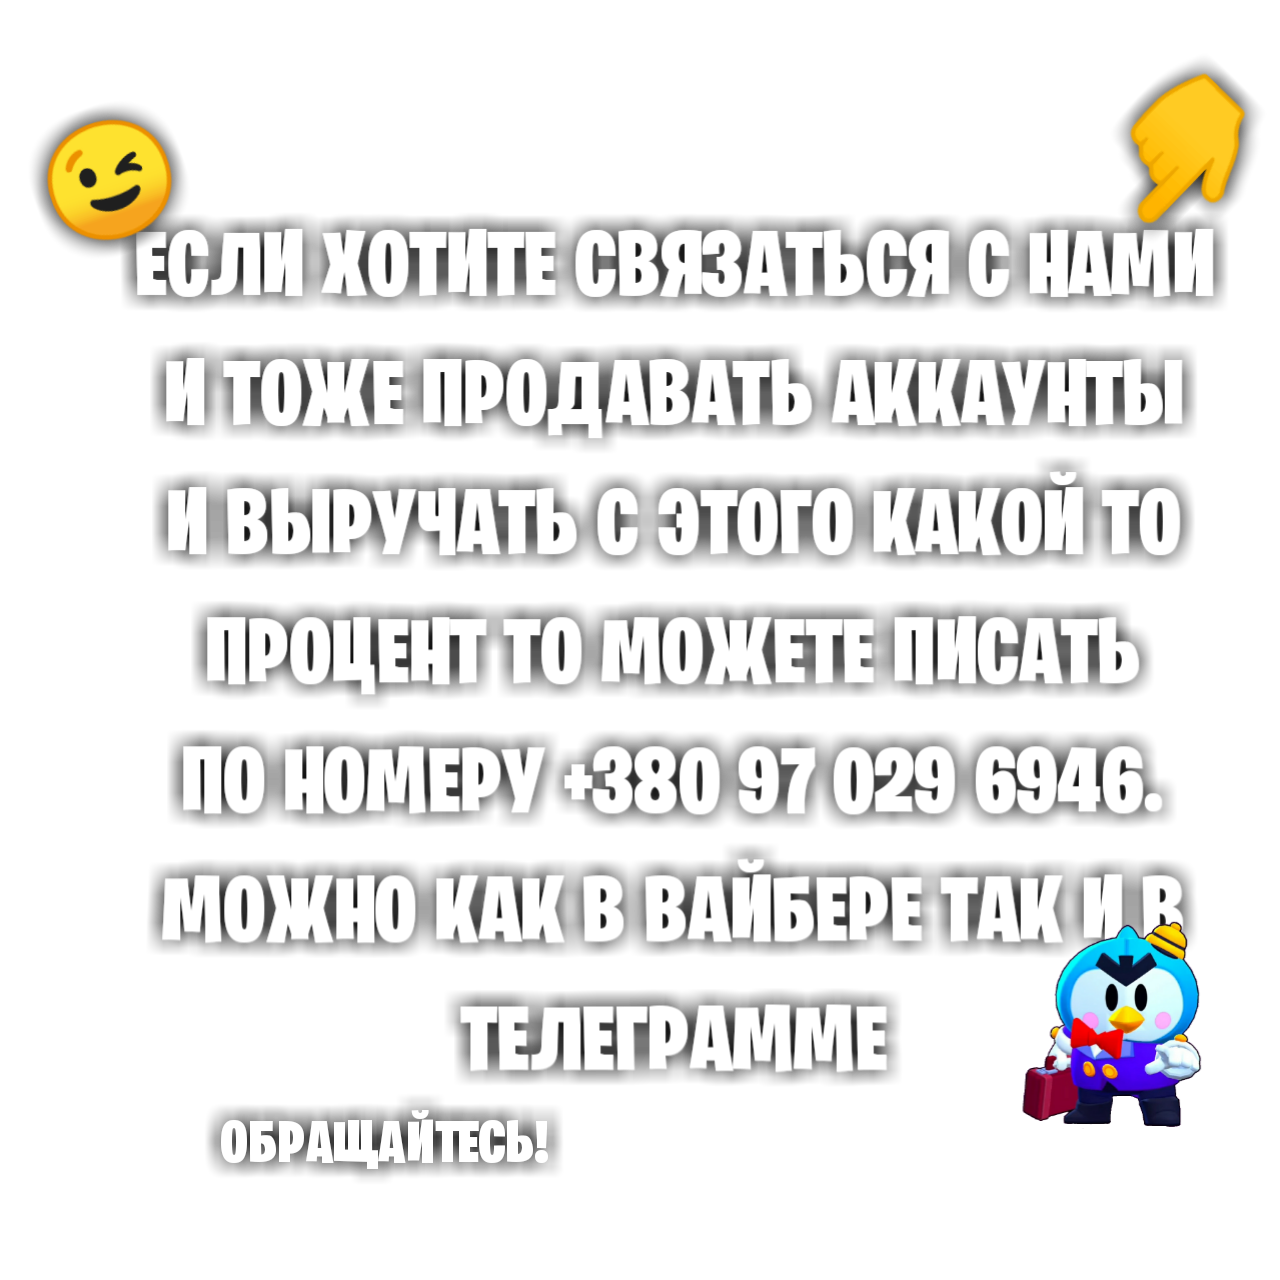 ЕСЛИ ХОТИТЕ СВЯЗАТЬСЯ С НАМИ
И ТОЖЕ ПРОДАВАТЬ АККАУНТЫ
И ВЫРУЧАТЬ С ЭТОГО КАКОЙ ТО
ПРОЦЕНТ ТО МОЖЕТЕ ПИСАТЬ
ПО НОМЕРУ +380 97 029 6946.
МОЖНО КАК В ВАЙБЕРЕ ТАК И В
ТЕЛЕГРАММЕ
ОБРАЩАЙТЕСЬ!